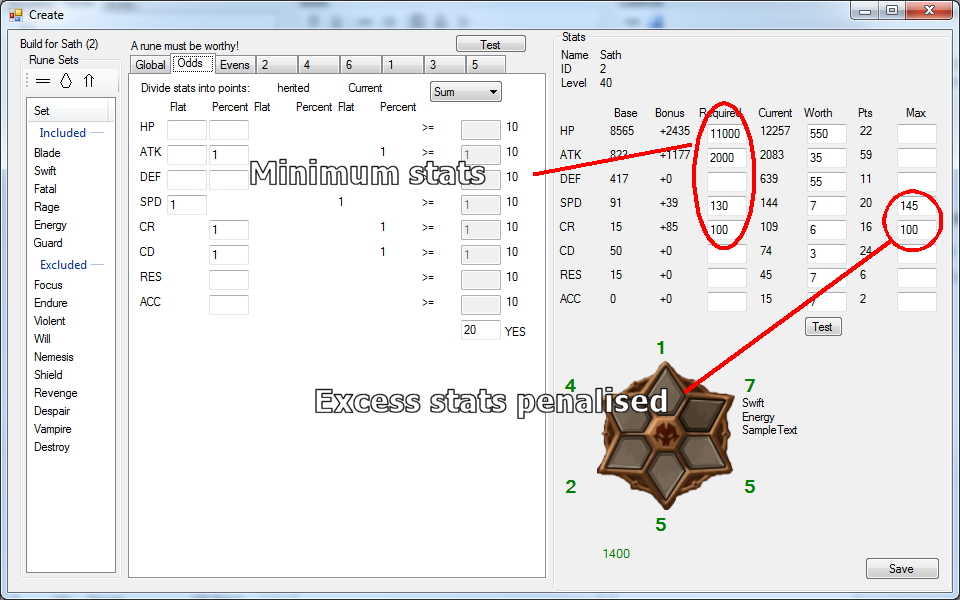 Create
Build for Sath (2)
A rune must be worthy!
Test
Rune Sets
Global Odds Evens 2 4 6 1 3 5
Set
Included
Blade
Swift
Fatal
Rage
Energy
Guard
Excluded
Focus
Endure
Violent
Will
Nemesis
Shield
Revenge
Despair
Vampire
Destroy
Divide stats into points: herited Current Sum
Flat Percent Flat Percent Flat Percent
HP >= 10
ATK 1 1 >= 1 10
DEF >= 10
SPD 1 1 >= 1 10
CR 1 1 >= 1 10
CD 1 1 >= 1 10
RES >= 10
ACC >= 10
20 YES
Minimum stats
Excess stats penalised
Stats
Name Sath
ID 2
Level 40
Base Bonus Required Current Worth Pts Max
HP 8565 +2435 11000 12257 550 22
ATK 823 +1177 2000 2083 35 59
DEF 417 +0 639 55 11
SPD 91 +39 130 144 7 20 145
CR 15 +85 100 109 6 16 100
CD 50 +0 74 3 24
RES 15 +0 45 7 6
ACC 0 +0 15 7 2
Test
1
4
7
Swift
Energy
SampleText
2
5
5
1400
Save